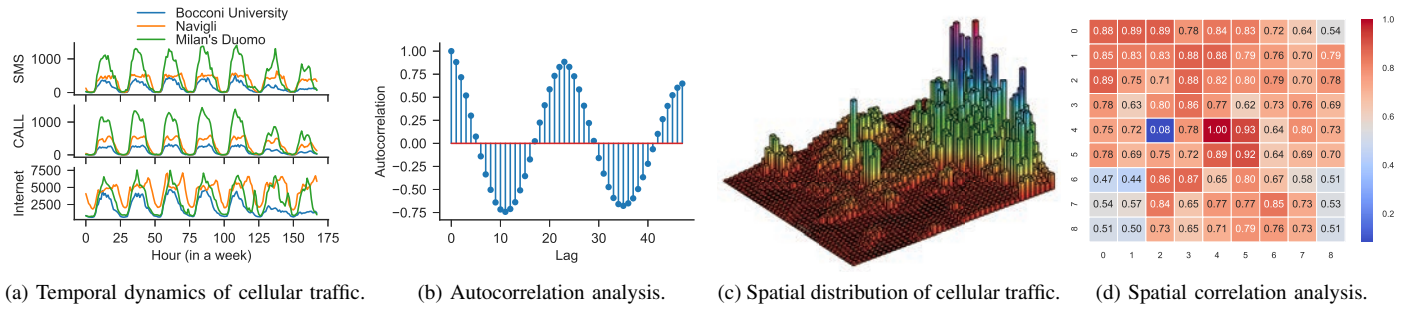 Bocconi University
Navigli
Milan's Duomo
SMS
1000
0
CALL
1000
0
Internet
7500
5000
2500
0 25 50 75 100 125 150 175
Hour (in a week)
(a) Temporal dynamics of cellular traffic.
Autocorrelation
1.00
0.75
0.50
0.25
0.00
−0.25
−0.50
−0.75
0 10 20 30 40
Lag
(b) Autocorrelation analysis.
(c) Spatial distribution of cellular traffic.
0 0.88 0.89 0.89 0.78 0.84 0.83 0.72 0.64 0.54
1 0.85 0.83 0.83 0.88 0.88 0.79 0.76 0.70 0.79
2 0.89 0.75 0.71 0.88 0.82 0.80 0.79 0.70 0.78
3 0.78 0.63 0.80 0.86 0.77 0.62 0.73 0.76 0.69
4 0.75 0.72 0.08 0.78 1.00 0.93 0.64 0.80 0.73
5 0.78 0.69 0.75 0.72 0.89 0.92 0.64 0.69 0.70
6 0.47 0.44 0.86 0.87 0.65 0.80 0.67 0.58 0.51
7 0.54 0.57 0.84 0.65 0.77 0.77 0.85 0.73 0.53
8 0.51 0.50 0.73 0.65 0.71 0.79 0.76 0.73 0.51
0 1 2 3 4 5 6 7 8
1.0
0.8
0.6
0.4
0.2
(d) Spatial correlation analysis.